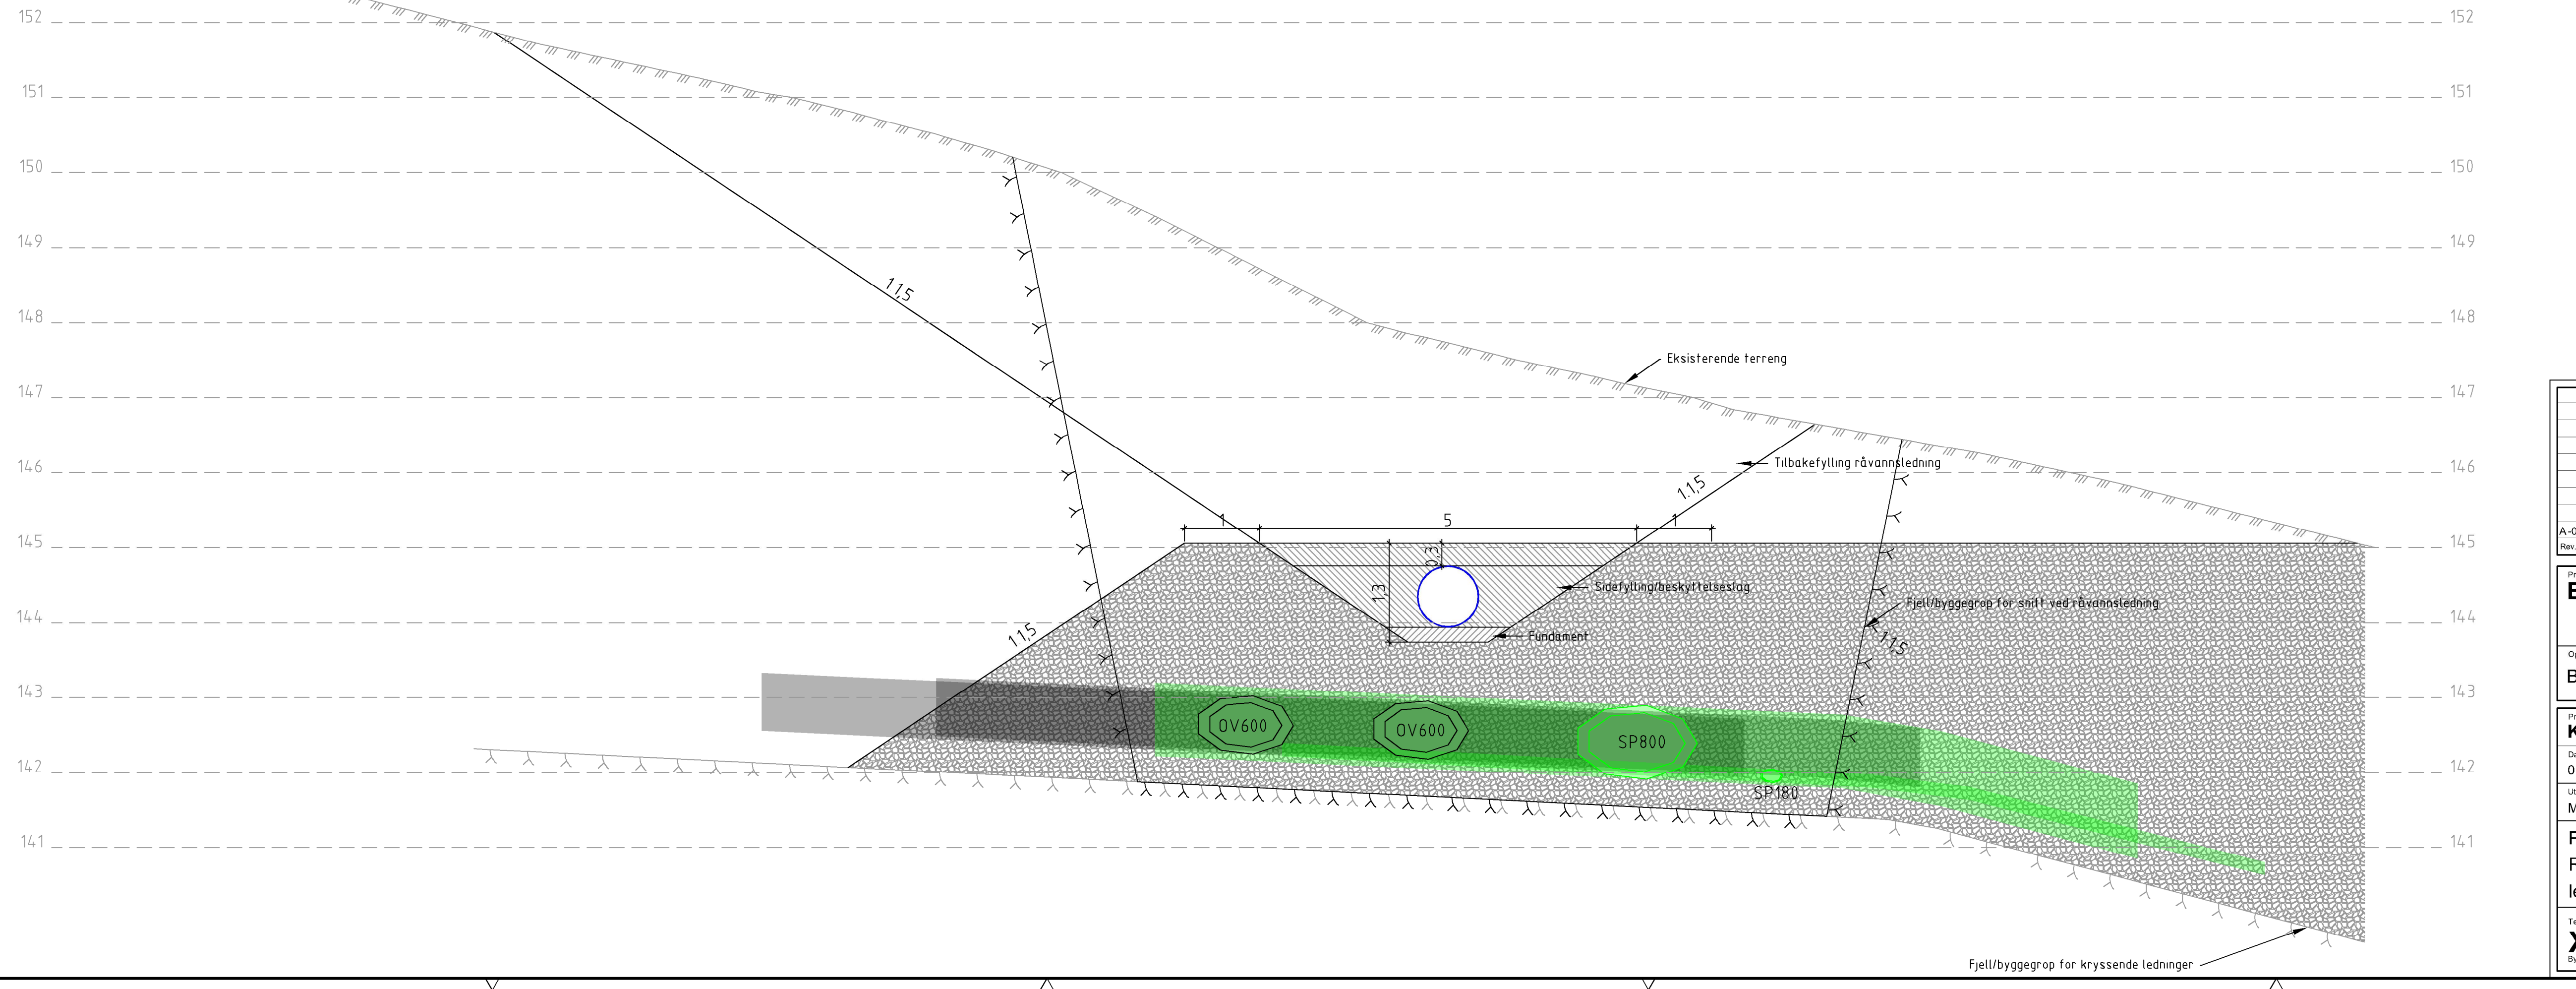 152 152
151 151
150 150
149 149
1:1,5
148 148
Eksisterende terreng
147 147
Tilbakefylling råvannsledning
146 146
1:1,5
1 5 1
A-0
145 145
Rev.
0,3
1,3
Sidefylling/beskyttelseslag
Fjell/byggegrop for snitt ved råvannsledning
144 144
1:1,5
Fundament
1:1,5
143 143
OV600 OV600 SP800
142 142
SP180
141 141
Fjell/byggegrop for kryssende ledninger